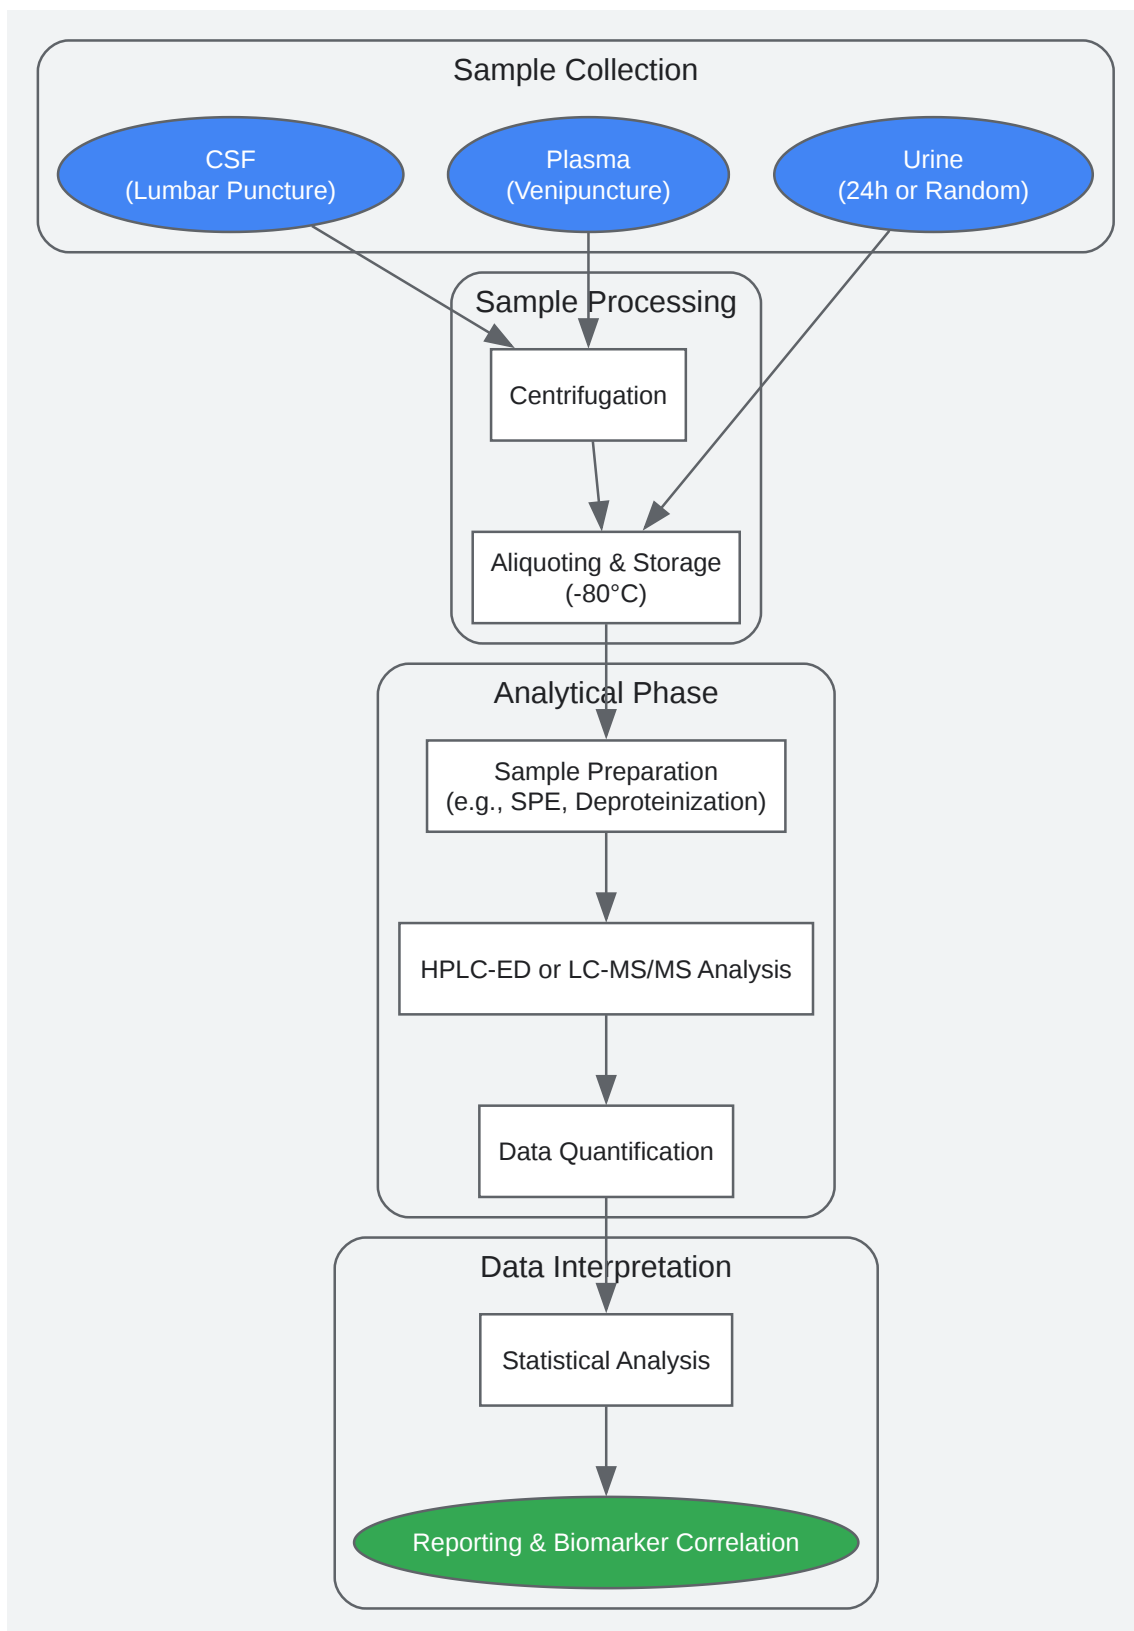 Sample Collection
CSF
(Lumbar Puncture)
Plasma
(Venipuncture)
Urine
(24h or Random)
Sample Processing
Centrifugation
Aliquoting & Storage
(-80°C)
Analytical Phase
Sample Preparation
(e.g., SPE, Deproteinization)
HPLC-ED or LC-MS/MS Analysis
Data Quantification
Data Interpretation
Statistical Analysis
Reporting & Biomarker Correlation